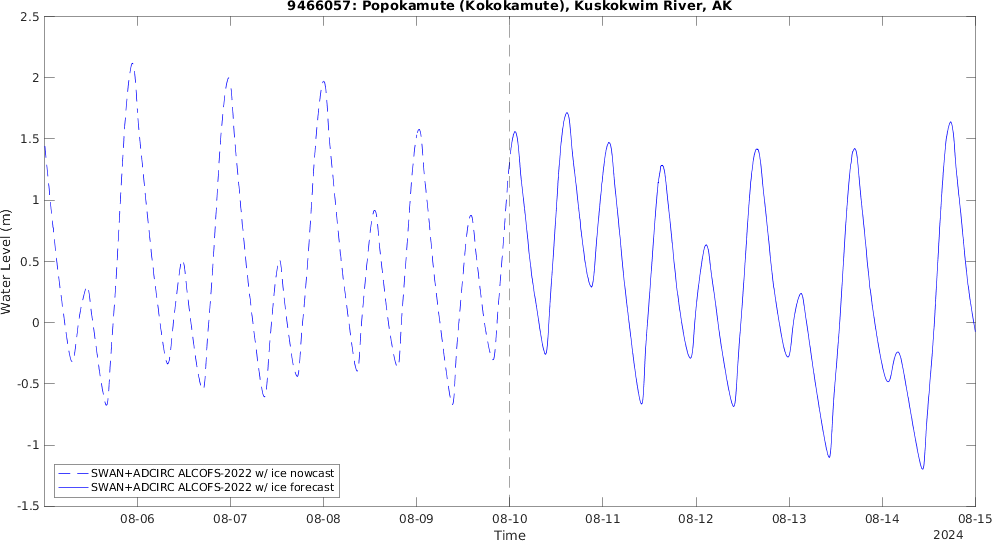 9466057: Popokamute (Kokokamute), Kuskokwim River, AK
2.5
2
1.5
1
0.5
0
-0.5
-1
-1.5
Water Level (m)
SWAN+ADCIRC ALCOFS-2022 w/ ice nowcast
SWAN+ADCIRC ALCOFS-2022 w/ ice forecast
08-06 08-07 08-08 08-09 08-10 08-11 08-12 08-13 08-14 08-15
Time
2024